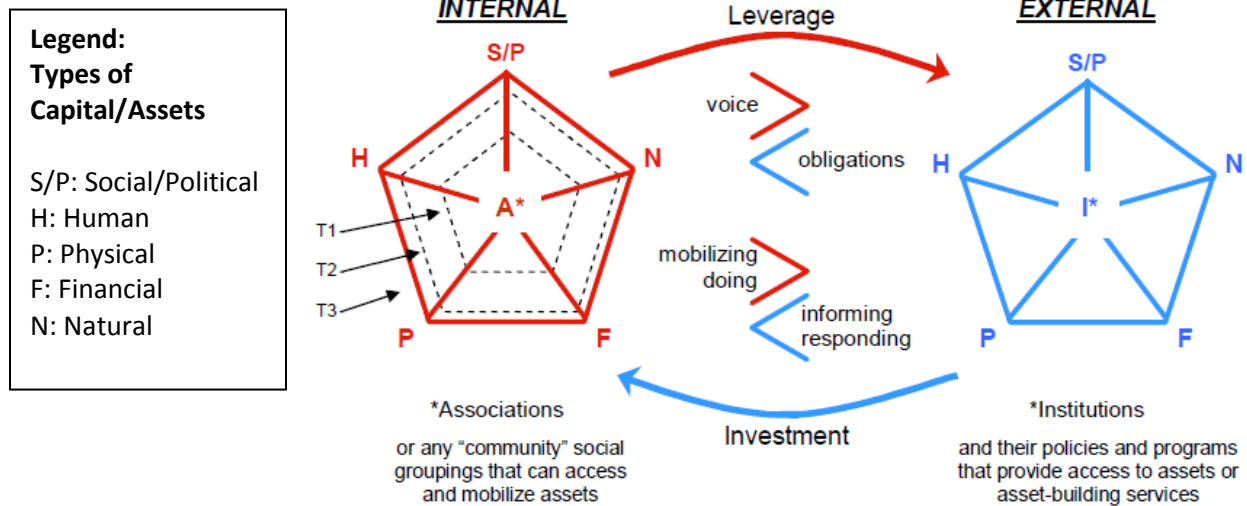 Legend:
Types of
Capital/Assets
S/P: Social/Political
H: Human
P: Physical
F: Financial
N: Natural
INTERNAL
S/P
H
N
A*
T1
T2
T3
P
F
Leverage
voice
obligations
mobilizing
doing
informing
responding
Investment
EXTERNAL
S/P
H
N
I*
P
F
*Associations
or any “community” social
groupings that can access
and mobilize assets
*Institutions
and their policies and programs
that provide access to assets or
asset-building services